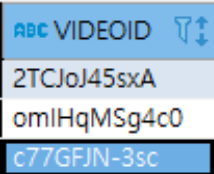 ABC VIDEOID
2TCJoJ45sxA
omIHqMSg4c0
c77GFJN-3sc